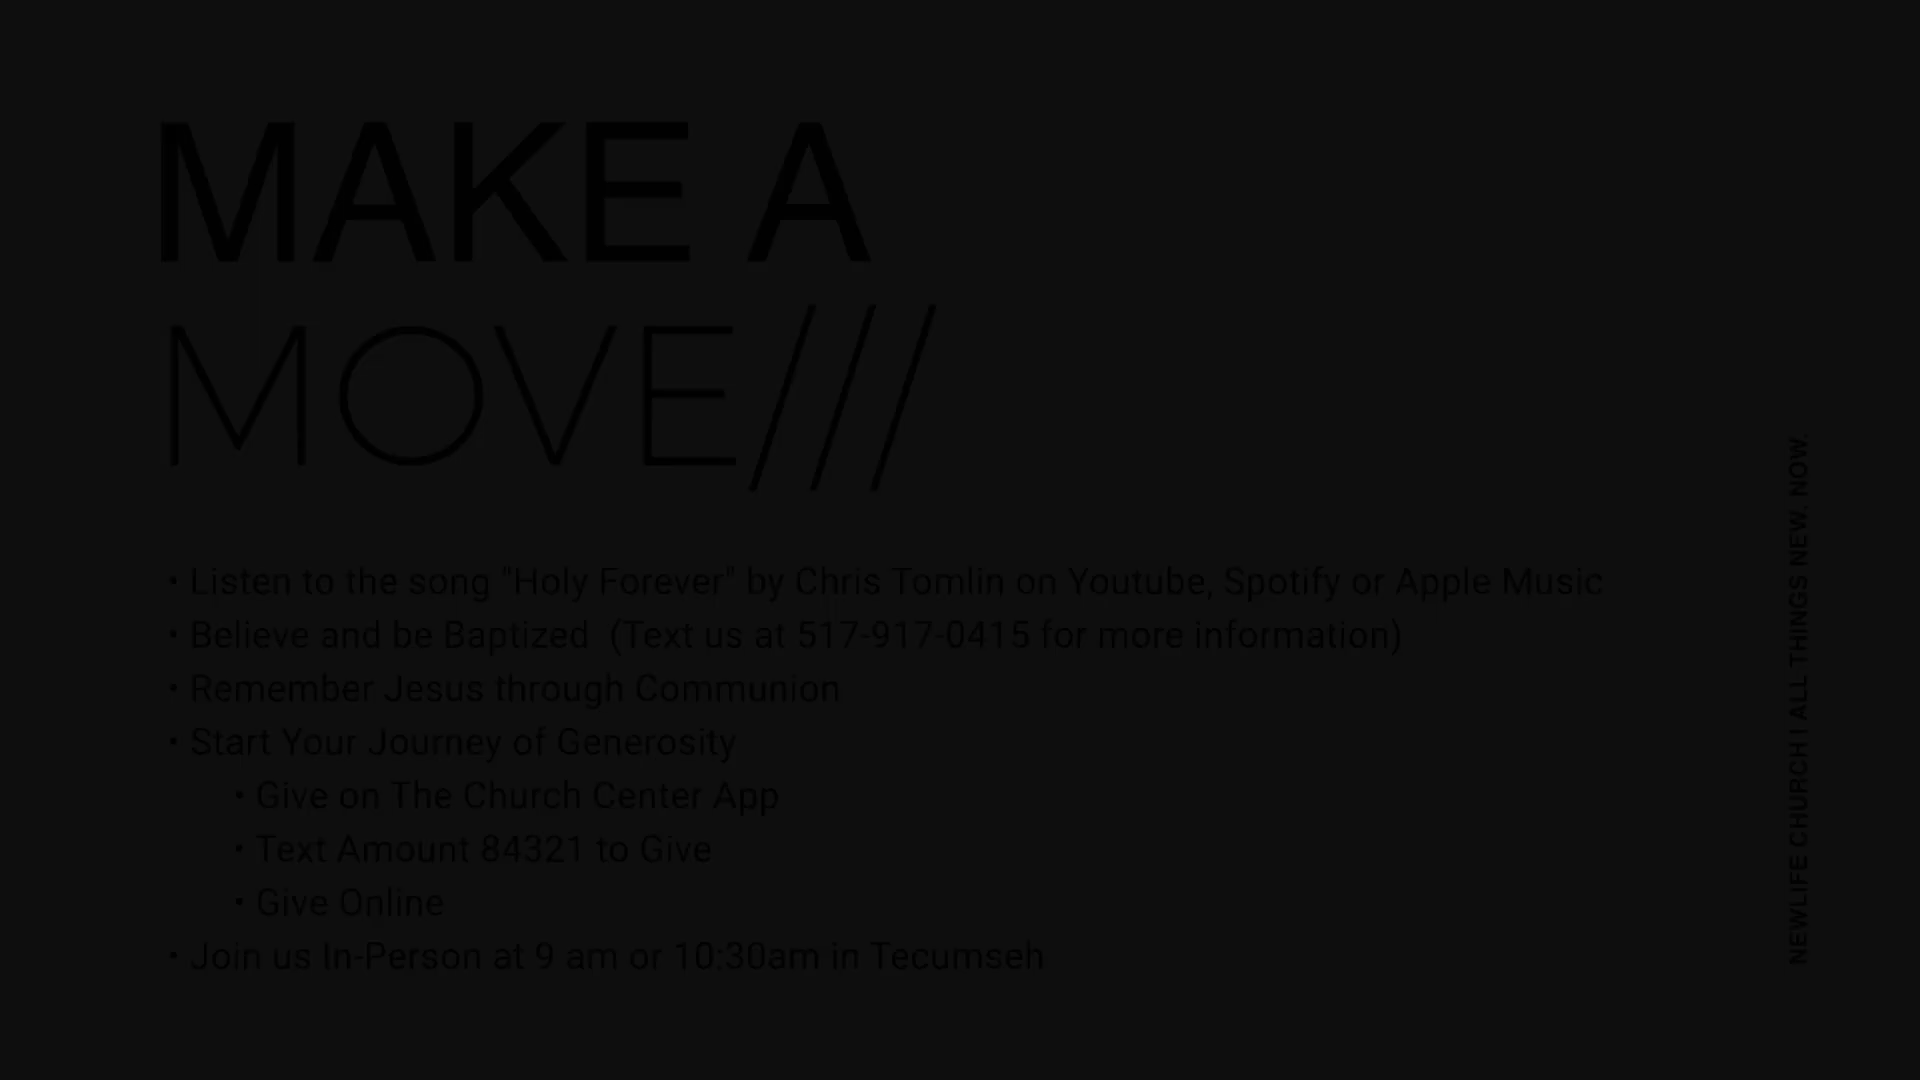 MAKE A
MOVE///
• Listen to the song "Holy Forever" by Chris Tomlin on Youtube, Spotify or Apple Music
• Believe and be Baptized (Text us at 517-917-0415 for more information)
• Remember Jesus through Communion
• Start Your Journey of Generosity
• Give on The Church Center App
• Text Amount 84321 to Give
• Give Online
• Join us In-Person at 9 am or 10:30am in Tecumseh
NEWLIFE CHURCH I ALL THINGS NEW. NOW.